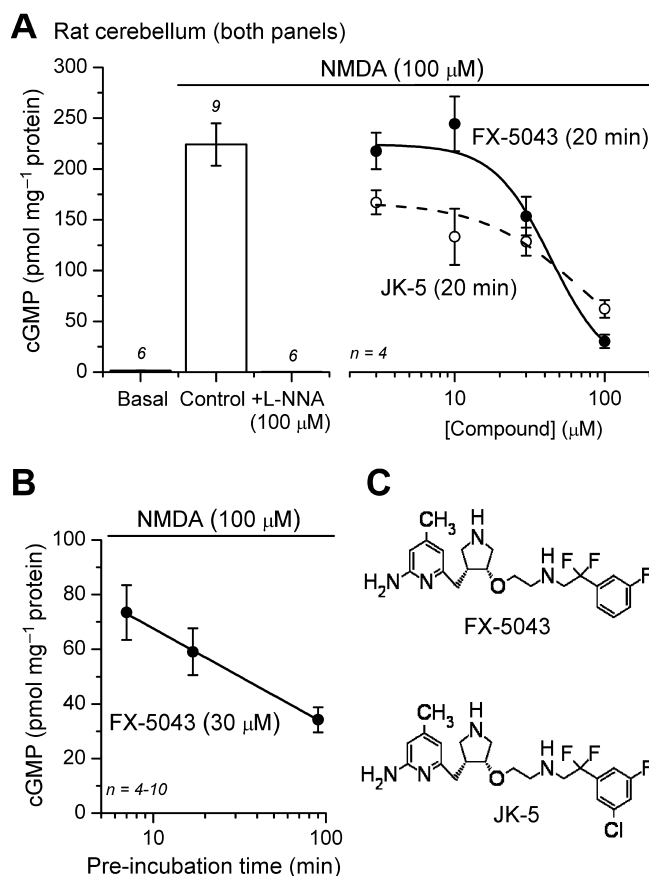 A Rat cerebellum (both panels)
NMDA (100 µM)
cGMP (pmol mg⁻¹ protein)
300
250
200
150
100
50
0
6
9
6
Basal
Control
+L-NNA
(100 µM)
FX-5043 (20 min)
JK-5 (20 min)
n = 4
10
100
[Compound] (µM)
B
NMDA (100 µM)
cGMP (pmol mg⁻¹ protein)
100
80
60
40
20
0
FX-5043 (30 µM)
n = 4-10
10
100
Pre-incubation time (min)
C
CH₃
H
N
H₂N
N
O
H
N
F
F
F
FX-5043
CH₃
H
N
H₂N
N
O
H
N
F
F
F
Cl
JK-5